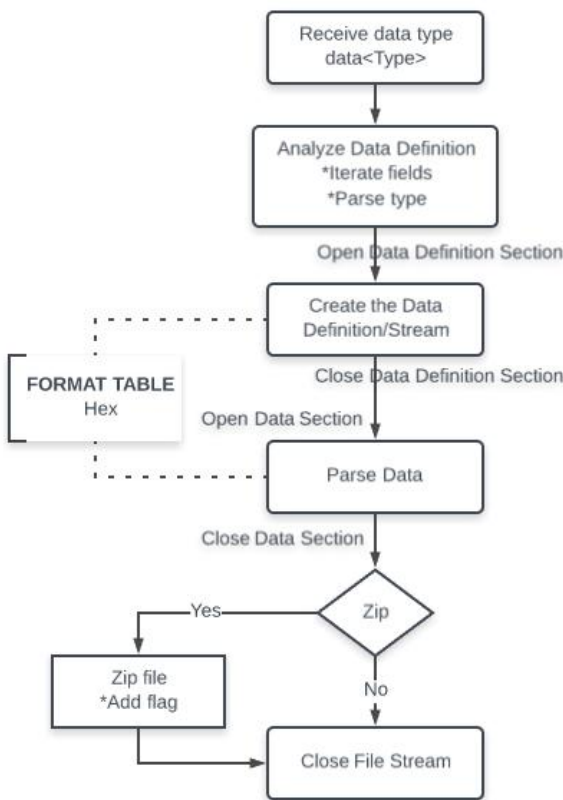 Receive data type
data<Type>
Analyze Data Definition
*Iterate fields
*Parse type
Open Data Definition Section
Create the Data
Definition/Stream
Close Data Definition Section
FORMAT TABLE
Hex
Open Data Section
Parse Data
Close Data Section
Zip
Yes
Zip file
*Add flag
No
Close File Stream